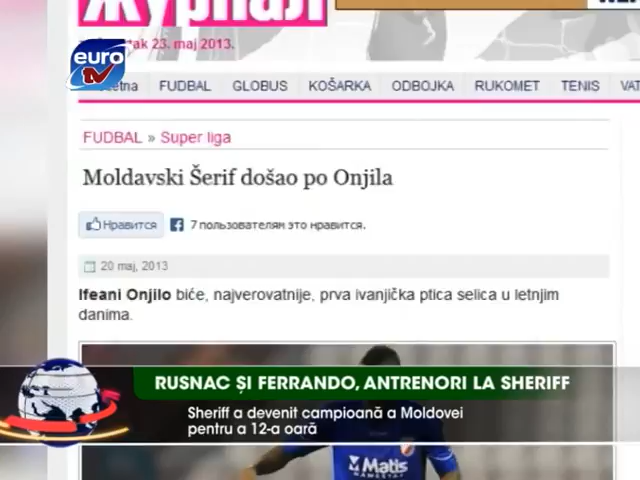 Журнал
euro
tv
tak 23. maj 2013.
etna FUDBAL GLOBUS KOŠARKA ODBOJKA RUKOMET TENIS VAT
FUDBAL » Super liga
Moldavski Šerif došao po Onjila
Нравится 7 пользователям это нравится.
20 maj, 2013
Ifeani Onjilo biće, najverovatnije, prva ivanjička ptica selica u letnjim
danima.
RUSNAC ȘI FERRANDO, ANTRENORI LA SHERIFF
Sheriff a devenit campioană a Moldovei
pentru a 12-a oară
Matis